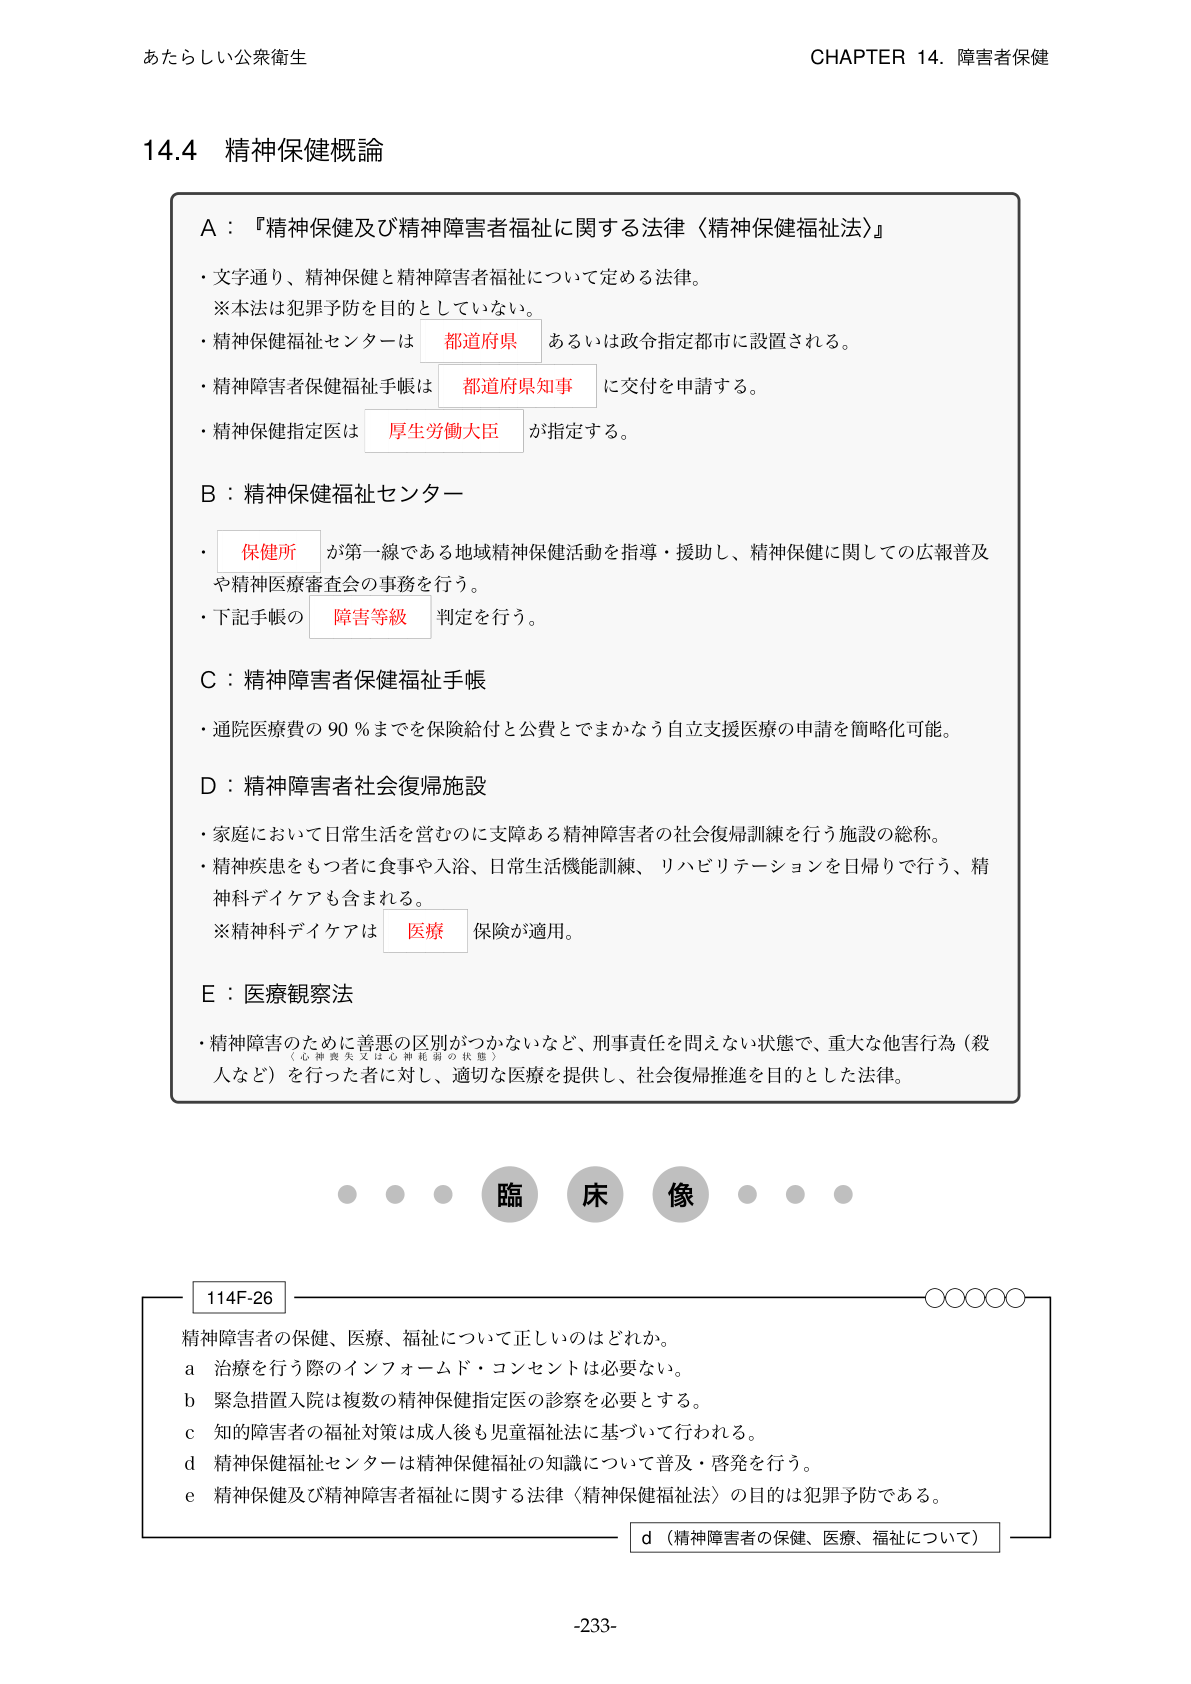 あたらしい公衆衛生
CHAPTER 14. 障害者保健
14.4 精神保健概論
A：『精神保健及び精神障害者福祉に関する法律〈精神保健福祉法〉』
・文字通り、精神保健と精神障害者福祉について定める法律。
※本法は犯罪予防を目的としていない。
・精神保健福祉センターは 都道府県 あるいは政令指定都市に設置される。
・精神障害者保健福祉手帳は 都道府県知事 に交付を申請する。
・精神保健指定医は 厚生労働大臣 が指定する。
B：精神保健福祉センター
・ 保健所 が第一線である地域精神保健活動を指導・援助し、精神保健に関しての広報普及
や精神医療審査会の事務を行う。
・下記手帳の 障害等級 判定を行う。
C：精神障害者保健福祉手帳
・通院医療費の 90 %までを保険給付と公費とでまかなう自立支援医療の申請を簡略化可能。
D：精神障害者社会復帰施設
・家庭において日常生活を営むのに支障ある精神障害者の社会復帰訓練を行う施設の総称。
・精神疾患をもつ者に食事や入浴、日常生活機能訓練、リハビリテーションを日帰りで行う、精
神科デイケアも含まれる。
※精神科デイケアは 医療 保険が適用。
E：医療観察法
・精神障害のために善悪の区別がつかないなど、刑事責任を問えない状態で、重大な他害行為（殺
〈心神喪失又は心神耗弱の状態〉
人など）を行った者に対し、適切な医療を提供し、社会復帰推進を目的とした法律。
臨床像
114F-26
精神障害者の保健、医療、福祉について正しいのはどれか。
a 治療を行う際のインフォームド・コンセントは必要ない。
b 緊急措置入院は複数の精神保健指定医の診察を必要とする。
c 知的障害者の福祉対策は成人後も児童福祉法に基づいて行われる。
d 精神保健福祉センターは精神保健福祉の知識について普及・啓発を行う。
e 精神保健及び精神障害者福祉に関する法律〈精神保健福祉法〉の目的は犯罪予防である。
d （精神障害者の保健、医療、福祉について）
-233-